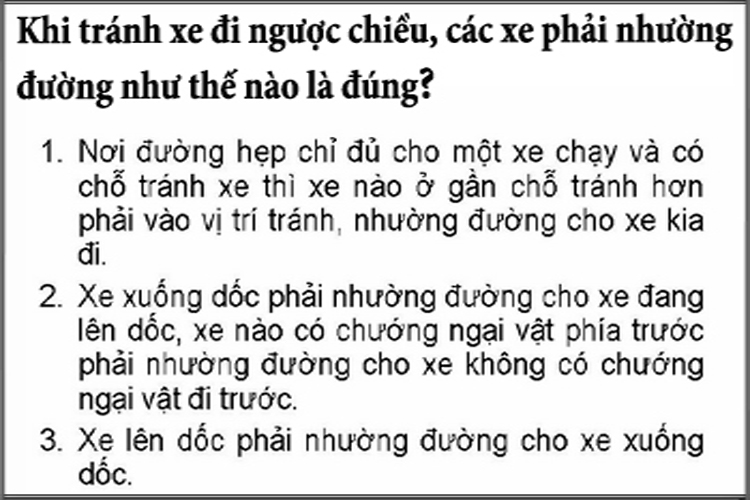 Khi tránh xe đi ngược chiều, các xe phải nhường
đường như thế nào là đúng?
1. Nơi đường hẹp chỉ đủ cho một xe chạy và có
chỗ tránh xe thì xe nào ở gần chỗ tránh hơn
phải vào vị trí tránh, nhường đường cho xe kia
đi.
2. Xe xuống dốc phải nhường đường cho xe đang
lên dốc, xe nào có chướng ngại vật phía trước
phải nhường đường cho xe không có chướng
ngại vật đi trước.
3. Xe lên dốc phải nhường đường cho xe xuống
dốc.